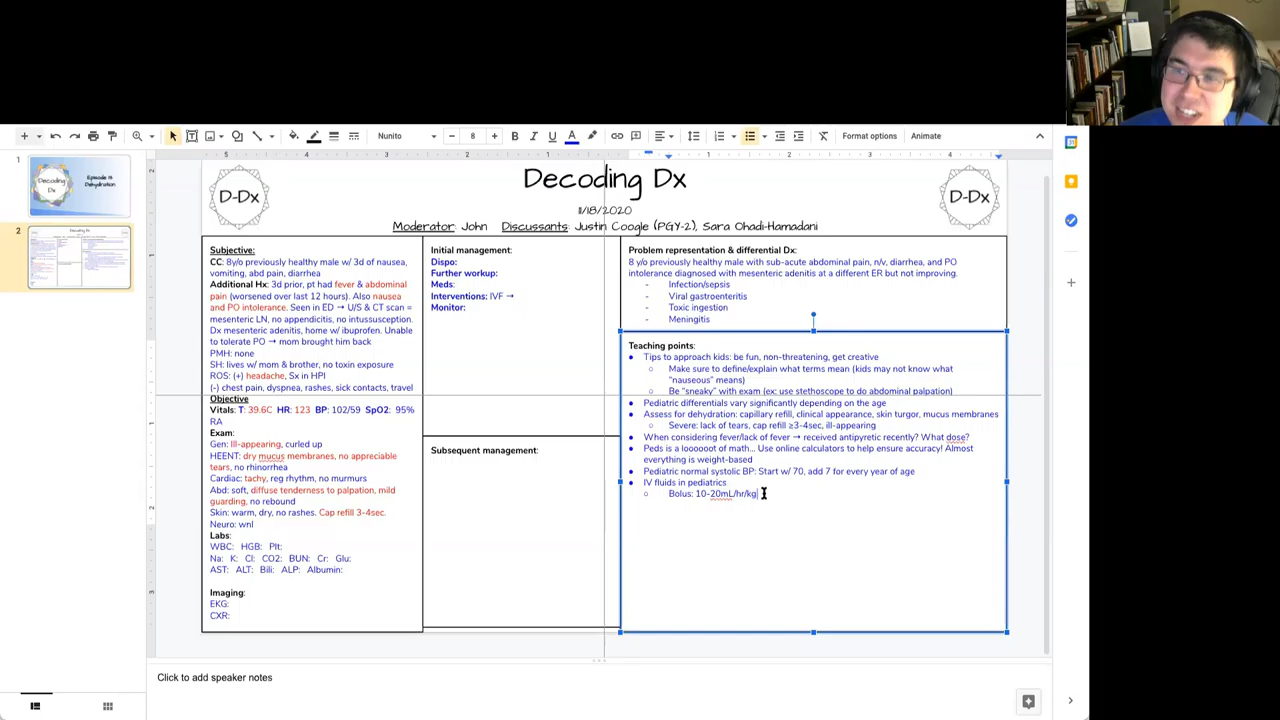 Nunito
8
Format options
Animate
1
Decoding Dx
Episode 15
Dehydration
2
D-Dx
Decoding Dx
D-Dx
11/18/2020
Moderator: John Discussants: Justin Coogle (PGY-2), Sara Ohadi-Hamadani
Subjective:
CC: 8y/o previously healthy male w/ 3d of nausea,
vomiting, abd pain, diarrhea
Additional Hx: 3d prior, pt had fever & abdominal
pain (worsened over last 12 hours). Also nausea
and PO intolerance. Seen in ED → U/S & CT scan =
mesenteric LN, no appendicitis, no intussusception.
Dx mesenteric adenitis, home w/ ibuprofen. Unable
to tolerate PO → mom brought him back
PMH: none
SH: lives w/ mom & brother, no toxin exposure
ROS: (+) headache, Sx in HPI
(-) chest pain, dyspnea, rashes, sick contacts, travel
Objective
Vitals: T: 39.6C HR: 123 BP: 102/59 SpO2: 95%
RA
Exam:
Gen: Ill-appearing, curled up
HEENT: dry mucus membranes, no appreciable
tears, no rhinorrhea
Cardiac: tachy, reg rhythm, no murmurs
Abd: soft, diffuse tenderness to palpation, mild
guarding, no rebound
Skin: warm, dry, no rashes. Cap refill 3-4sec.
Neuro: wnl
Labs:
WBC: HGB: Plt:
Na: K: Cl: CO2: BUN: Cr: Glu:
AST: ALT: Bili: ALP: Albumin:
Imaging:
EKG:
CXR:
Initial management:
Dispo:
Further workup:
Meds:
Interventions: IVF →
Monitor:
Subsequent management:
Problem representation & differential Dx:
8 y/o previously healthy male with sub-acute abdominal pain, n/v, diarrhea, and PO
intolerance diagnosed with mesenteric adenitis at a different ER but not improving.
- Infection/sepsis
- Viral gastroenteritis
- Toxic ingestion
- Meningitis
Teaching points:
● Tips to approach kids: be fun, non-threatening, get creative
○ Make sure to define/explain what terms mean (kids may not know what
"nauseous" means)
○ Be "sneaky" with exam (ex: use stethoscope to do abdominal palpation)
● Pediatric differentials vary significantly depending on the age
● Assess for dehydration: capillary refill, clinical appearance, skin turgor, mucus membranes
○ Severe: lack of tears, cap refill ≥3-4sec, ill-appearing
● When considering fever/lack of fever → received antipyretic recently? What dose?
● Peds is a loooooot of math... Use online calculators to help ensure accuracy! Almost
everything is weight-based
● Pediatric normal systolic BP: Start w/ 70, add 7 for every year of age
● IV fluids in pediatrics
○ Bolus: 10-20mL/hr/kg
Click to add speaker notes